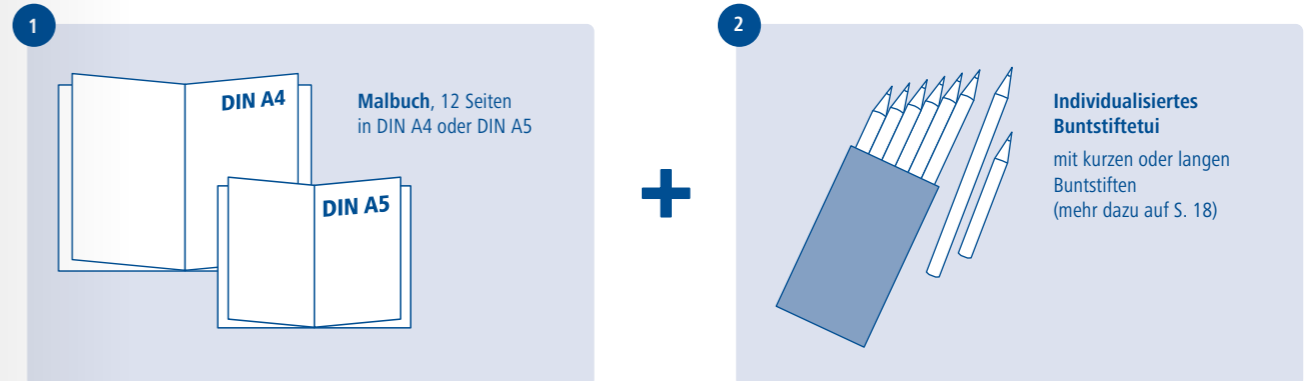 1
DIN A4
Malbuch, 12 Seiten
in DIN A4 oder DIN A5
DIN A5
+
2
Individualisiertes
Buntstiftetui
mit kurzen oder langen
Buntstiften
(mehr dazu auf S. 18)